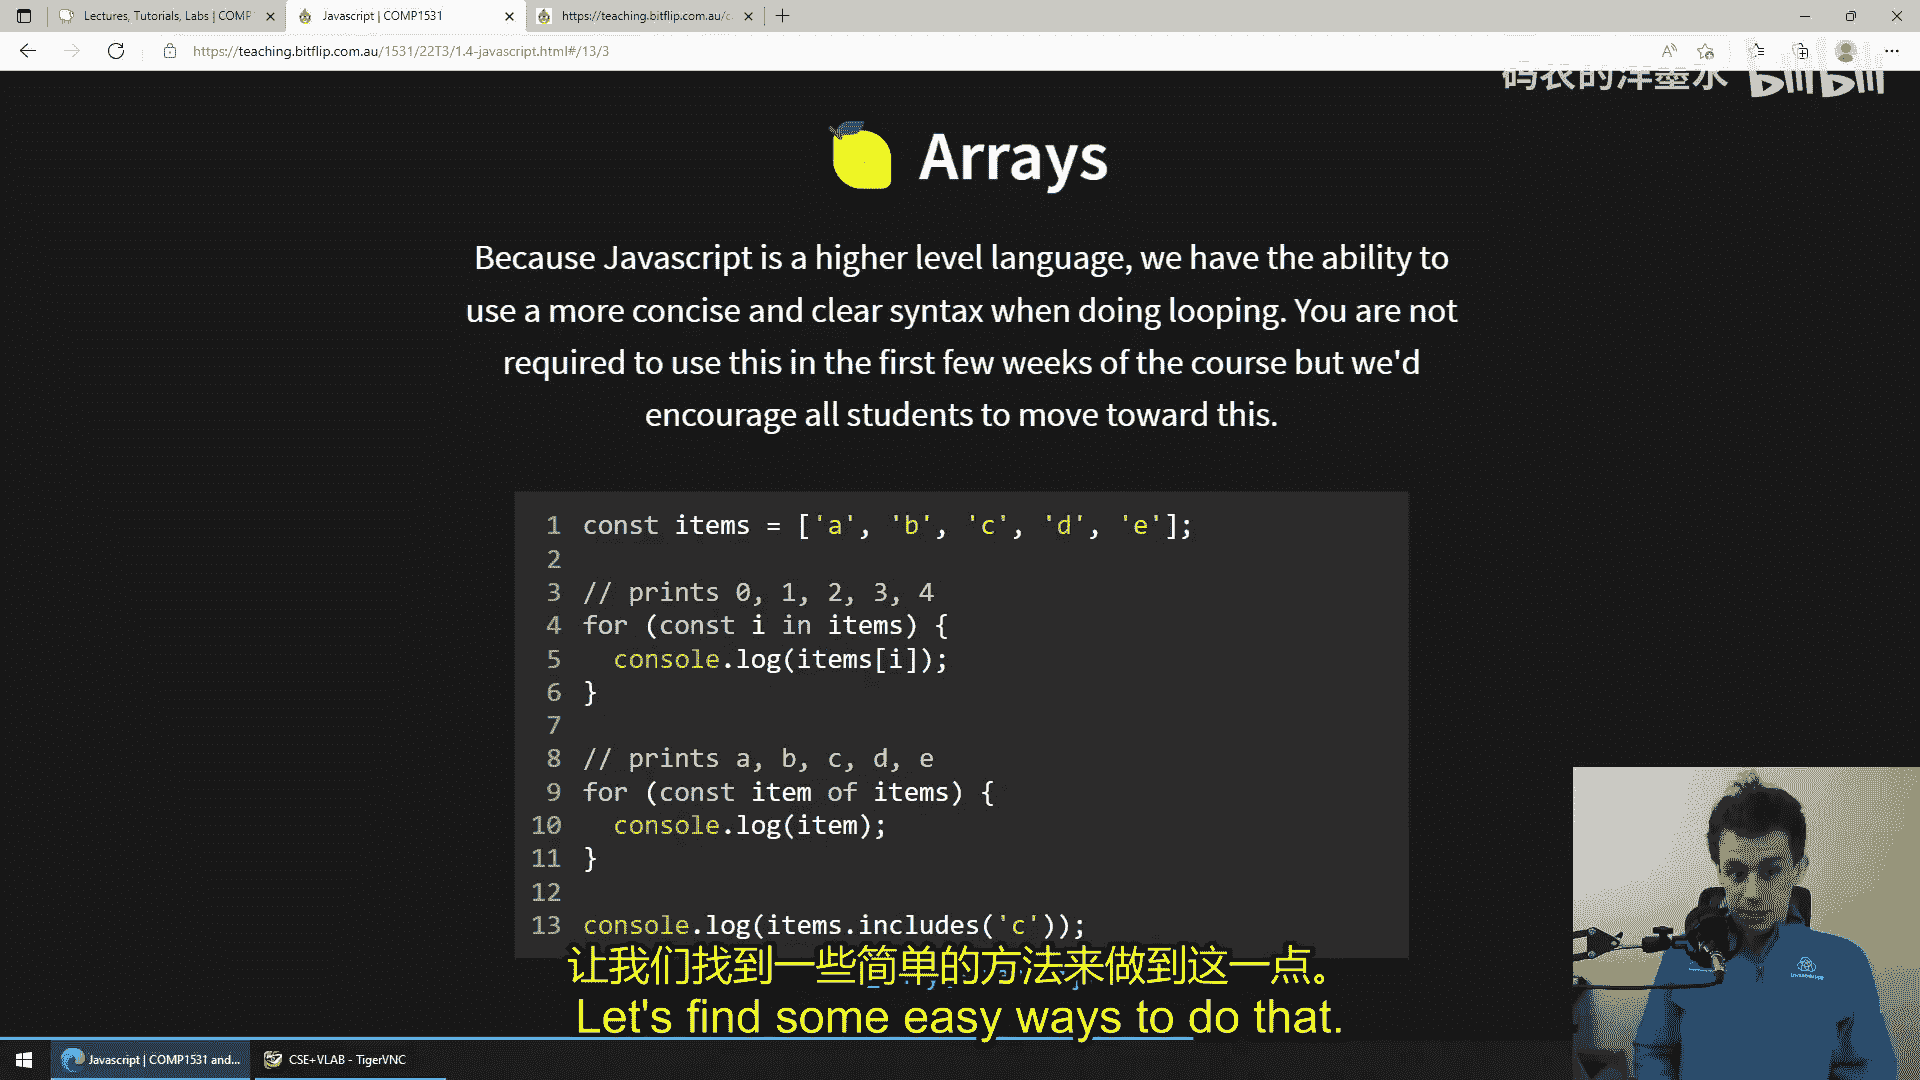 Lectures, Tutorials, Labs | COMP
Javascript | COMP1531
https://teaching.bitflip.com.au/c
https://teaching.bitflip.com.au/1531/22T3/1.4-javascript.html#/13/3
码农的洋墨水 bilibili
Arrays
Because Javascript is a higher level language, we have the ability to
use a more concise and clear syntax when doing looping. You are not
required to use this in the first few weeks of the course but we'd
encourage all students to move toward this.
1 const items = ['a', 'b', 'c', 'd', 'e'];
2
3 // prints 0, 1, 2, 3, 4
4 for (const i in items) {
5 console.log(items[i]);
6 }
7
8 // prints a, b, c, d, e
9 for (const item of items) {
10 console.log(item);
11 }
12
13 console.log(items.includes('c'));
让我们找到一些简单的方法来做到这一点。
Let's find some easy ways to do that.
Javascript | COMP1531 and...
CSE+VLAB - TigerVNC